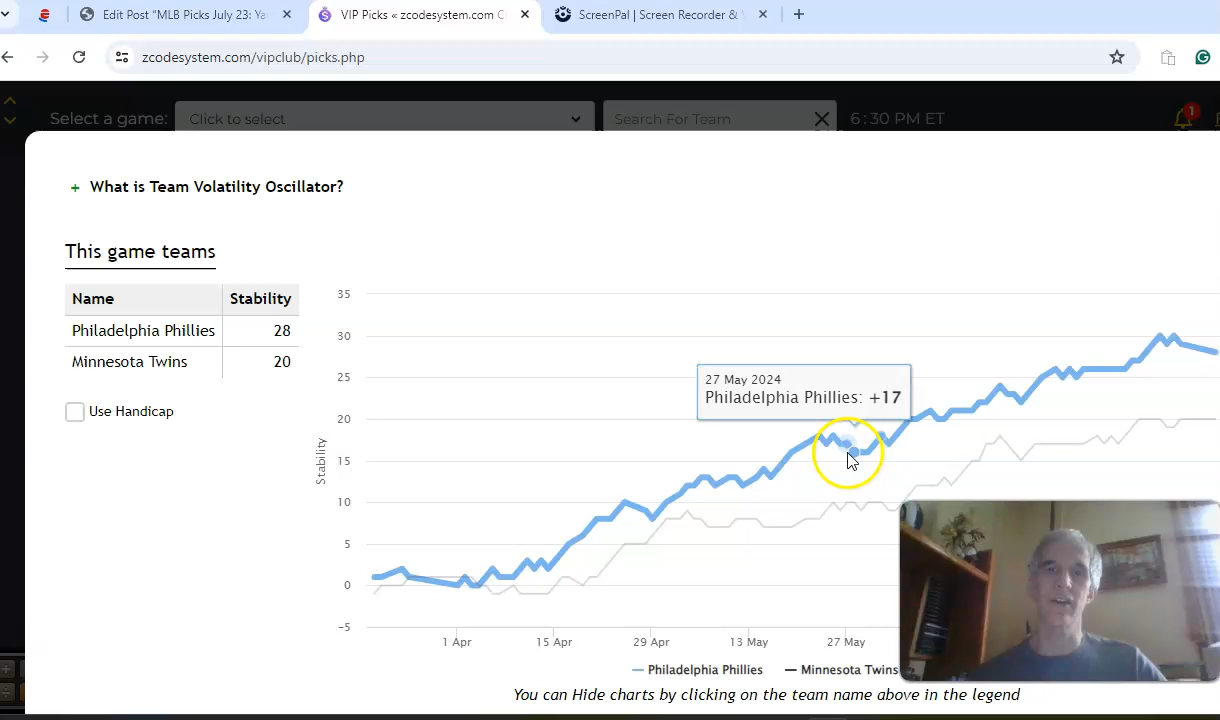 Edit Post "MLB Picks July 23: Ya
VIP Picks « zcodesystem.com C
ScreenPal | Screen Recorder &
zcodesystem.com/vipclub/picks.php
Select a game:
Click to select
Search For Team
6:30 PM ET
1
+ What is Team Volatility Oscillator?
This game teams
Name Stability
Philadelphia Phillies 28
Minnesota Twins 20
Use Handicap
Stability
35
30
25
20
15
10
5
0
−5
27 May 2024
Philadelphia Phillies: +17
1 Apr 15 Apr 29 Apr 13 May 27 May
Philadelphia Phillies Minnesota Twins
You can Hide charts by clicking on the team name above in the legend